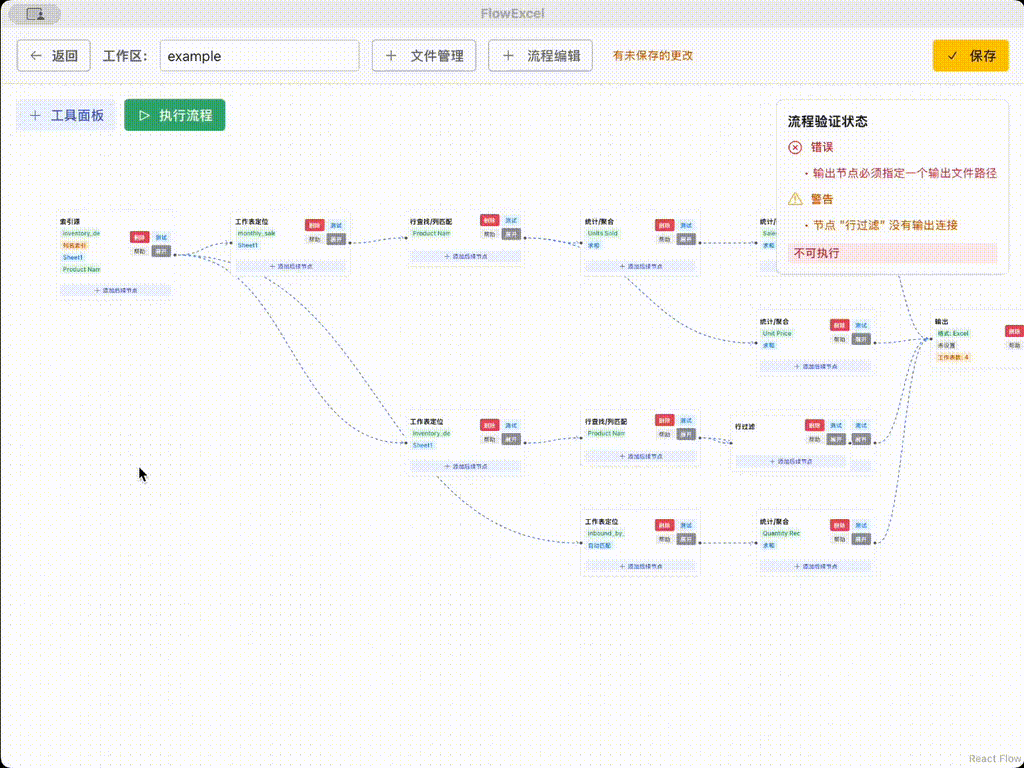 FlowExcel
← 返回
工作区：
example
+ 文件管理
+ 流程编辑
有未保存的更改
✓ 保存
+ 工具面板
▷ 执行流程
流程验证状态
错误
• 输出节点必须指定一个输出文件路径
警告
• 节点 "行过滤" 没有输出连接
不可执行
索引源
inventory_de
列名索引
Sheet1
Product Nam
删除 测试
帮助 展开
+ 添加后续节点
工作表定位
monthly_sale
Sheet1
删除 测试
帮助 展开
+ 添加后续节点
行查找/列匹配
Product Nam
删除 测试
帮助 展开
+ 添加后续节点
统计/聚合
Units Sold
求和
删除 测试
帮助 展开
+ 添加后续节点
统计/
Sales
求和
统计/聚合
Unit Price
求和
删除 测试
帮助 展开
+ 添加后续节点
输出
格式: Excel
未设置
工作表数: 4
删除
帮助
工作表定位
inventory_de
Sheet1
删除 测试
帮助 展开
+ 添加后续节点
行查找/列匹配
Product Nam
删除 测试
帮助 展开
+ 添加后续节点
行过滤
删除 测试 测试
帮助 展开 展开
+ 添加后续节点
工作表定位
inbound_by_
自动匹配
删除 测试
帮助 展开
+ 添加后续节点
统计/聚合
Quantity Rec
求和
删除 测试
帮助 展开
+ 添加后续节点
React Flow